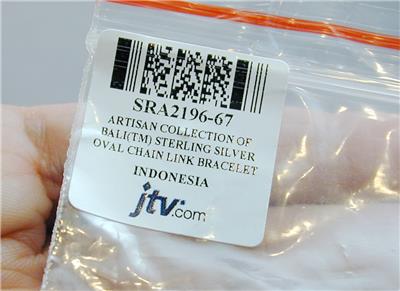 SRA2196-67
ARTISAN COLLECTION OF
BALI(TM) STERLING SILVER
OVAL CHAIN LINK BRACELET
INDONESIA
jtv.com